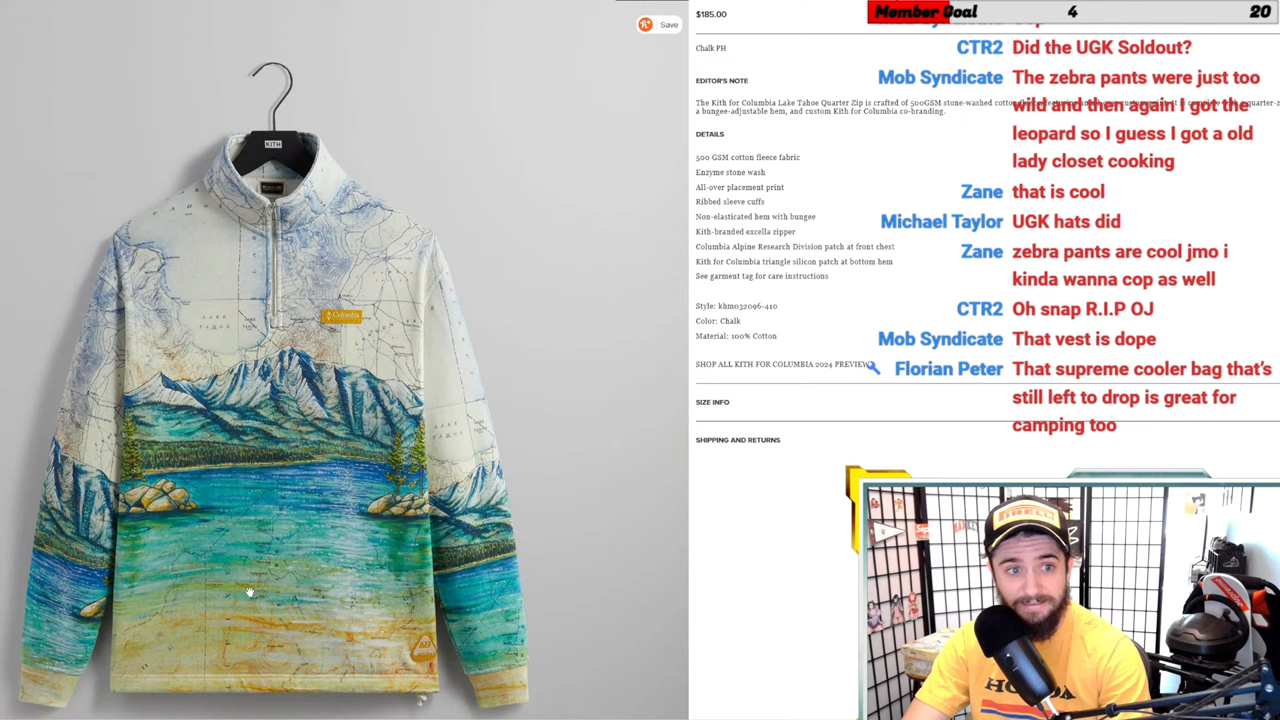 Save
KITH
TAHOE
LAKE
TAHOE
Columbia
LAKE
TAHOE
$185.00
Chalk PH
EDITOR'S NOTE
The Kith for Columbia Lake Tahoe Quarter Zip is crafted of 500GSM stone-washed cotton
a bungee-adjustable hem, and custom Kith for Columbia co-branding.
DETAILS
500 GSM cotton fleece fabric
Enzyme stone wash
All-over placement print
Ribbed sleeve cuffs
Non-elasticated hem with bungee
Kith-branded excella zipper
Columbia Alpine Research Division patch at front chest
Kith for Columbia triangle silicon patch at bottom hem
See garment tag for care instructions
Style: khm032096-410
Color: Chalk
Material: 100% Cotton
SHOP ALL KITH FOR COLUMBIA 2024 PREVIEW
SIZE INFO
SHIPPING AND RETURNS
Member Goal 4 20
CTR2 Did the UGK Soldout?
Mob Syndicate The zebra pants were just too
wild and then again I got the
leopard so I guess I got a old
lady closet cooking
Zane that is cool
Michael Taylor UGK hats did
Zane zebra pants are cool jmo i
kinda wanna cop as well
CTR2 Oh snap R.I.P OJ
Mob Syndicate That vest is dope
Florian Peter That supreme cooler bag that's
still left to drop is great for
camping too
PIRELLI
HONDA